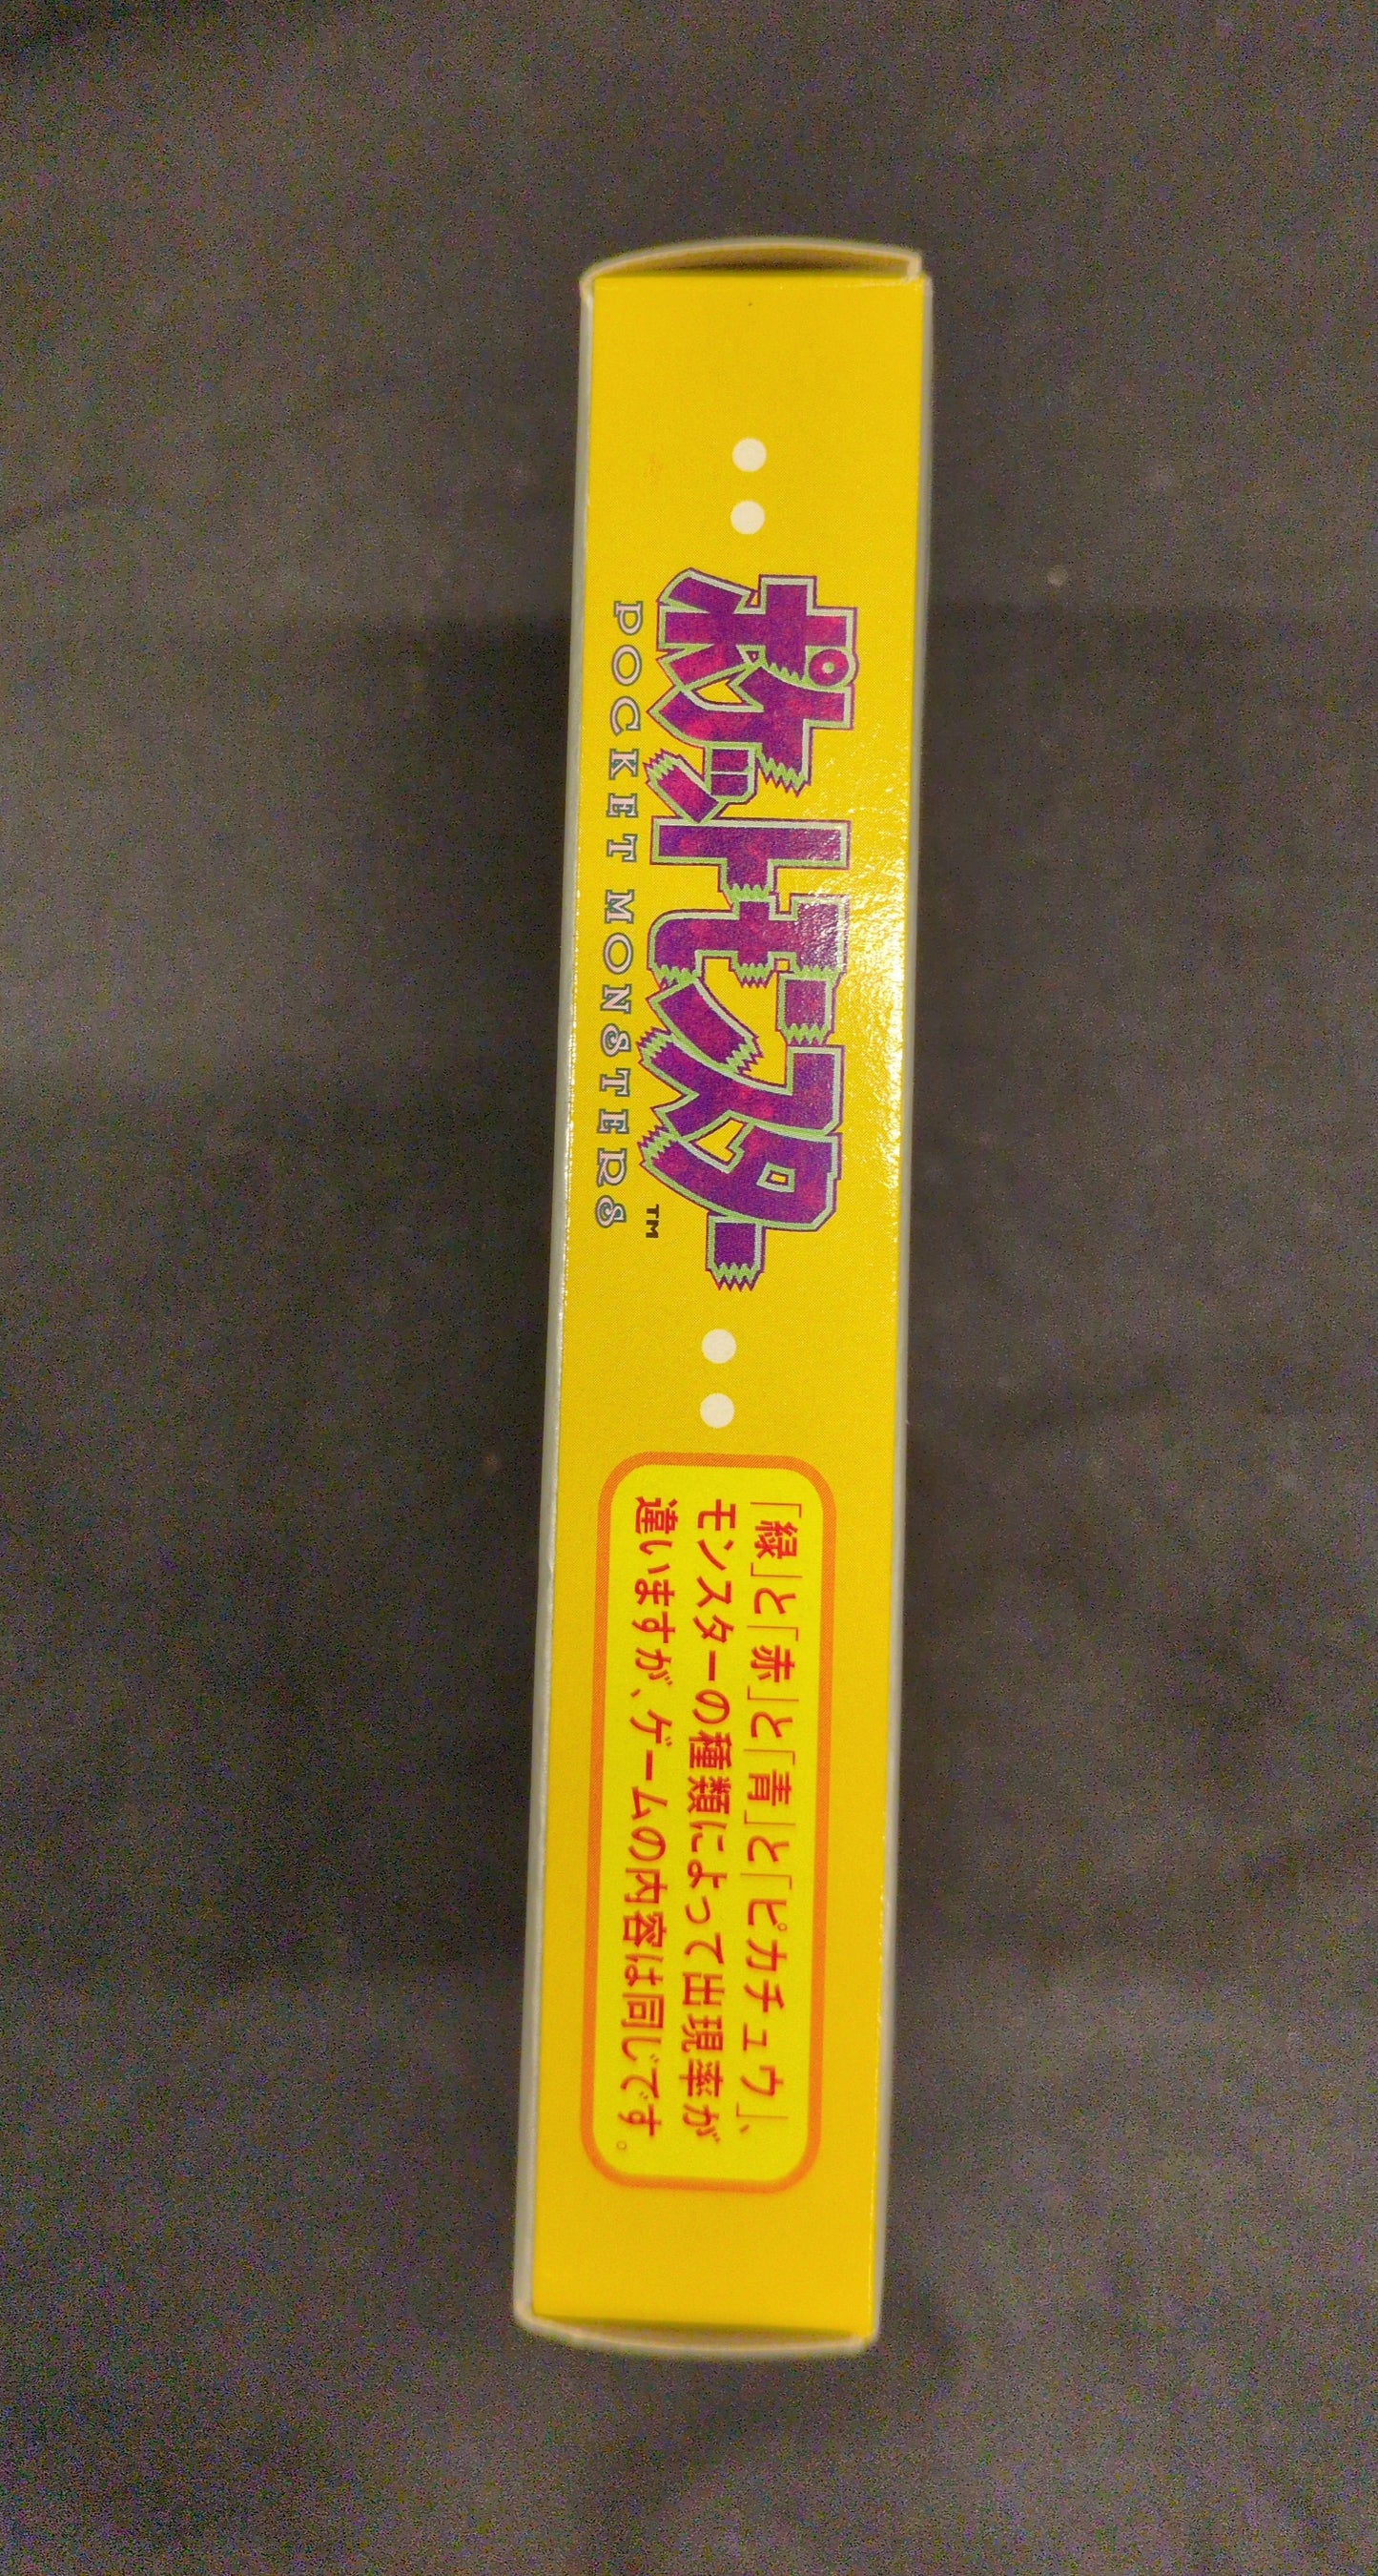 ポケットモンスター
TM
POCKET MONSTERS
「緑」と「赤」と「青」と「ピカチュウ」、
モンスターの種類によって出現率が
違いますが、ゲームの内容は同じです。